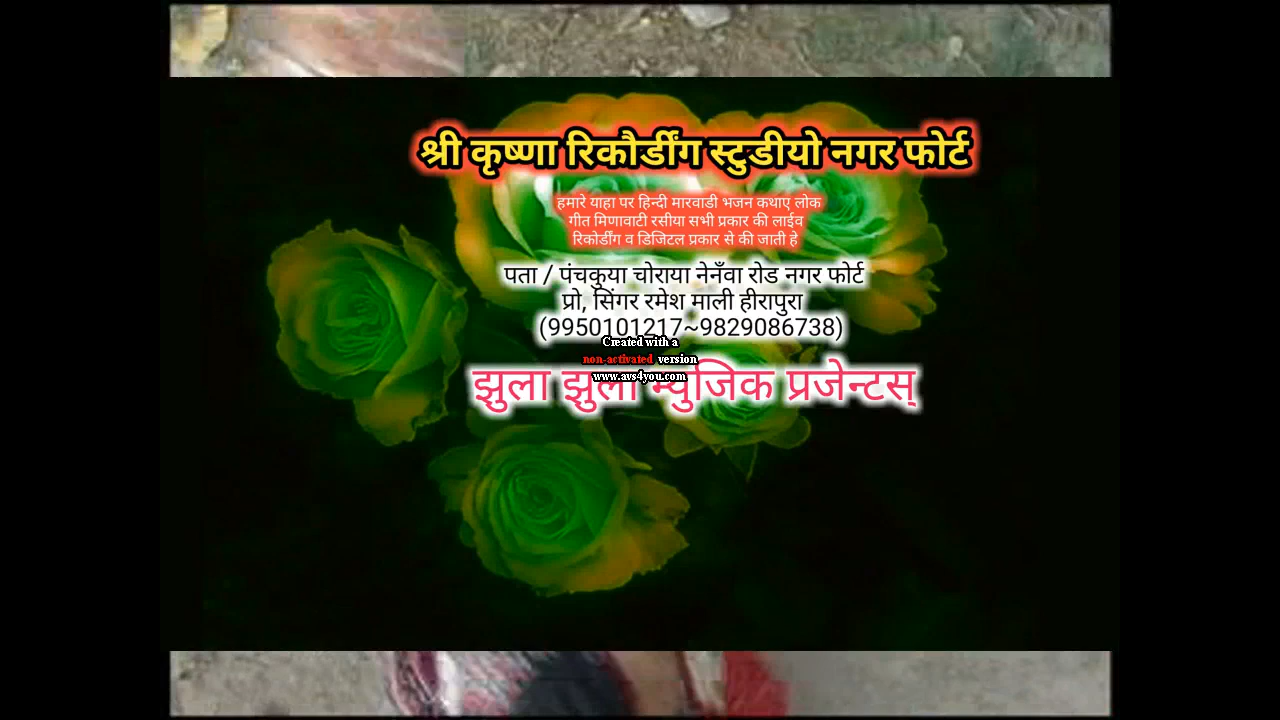 श्री कृष्णा रिकौर्डींग स्टुडीयो नगर फोर्ट
हमारे याहा पर हिन्दी मारवाडी भजन कथाए लोक
गीत मिणावाटी रसीया सभी प्रकार की लाईव
रिकोर्डींग व डिजिटल प्रकार से की जाती हे
पता / पंचकुया चोराया नेनँवा रोड नगर फोर्ट
प्रो, सिंगर रमेश माली हीरापुरा
(9950101217~9829086738)
Created with a
non-activated version
www.avs4you.com
झुला झुला म्युजिक प्रजेन्टस्